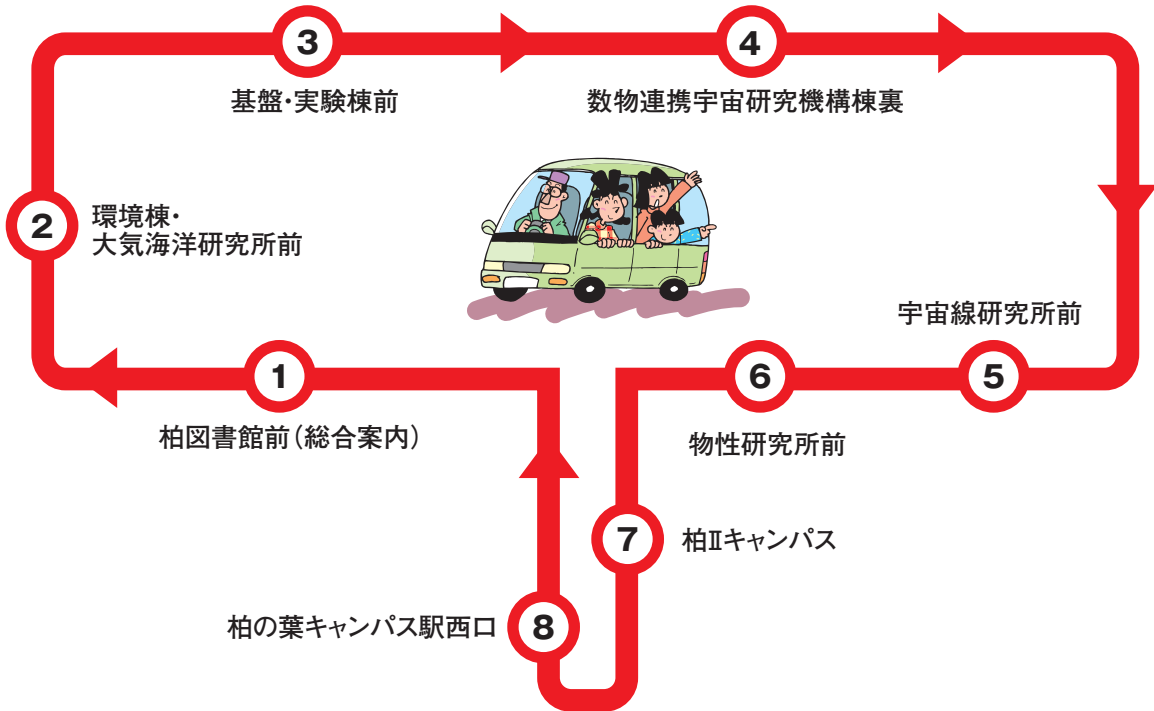 3
基盤・実験棟前
4
数物連携宇宙研究機構棟裏
2
環境棟・
大気海洋研究所前
宇宙線研究所前
1
柏図書館前（総合案内）
6
物性研究所前
5
7
柏Ⅱキャンパス
8
柏の葉キャンパス駅西口